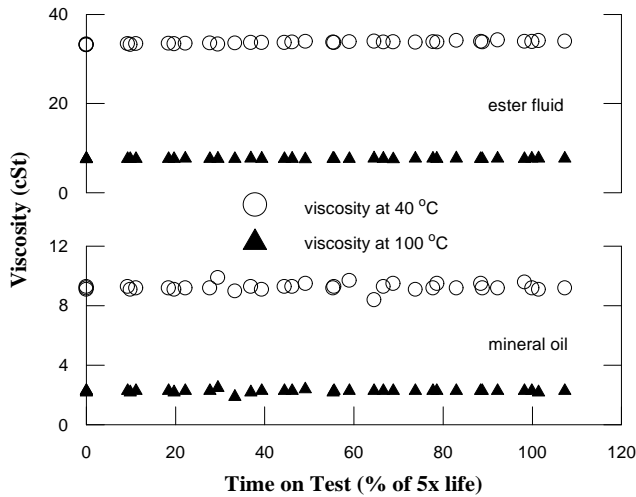 60
40
20
0
ester fluid
viscosity at 40 °C
viscosity at 100 °C
Viscosity (cSt)
12
8
4
0
mineral oil
0 20 40 60 80 100 120
Time on Test (% of 5x life)